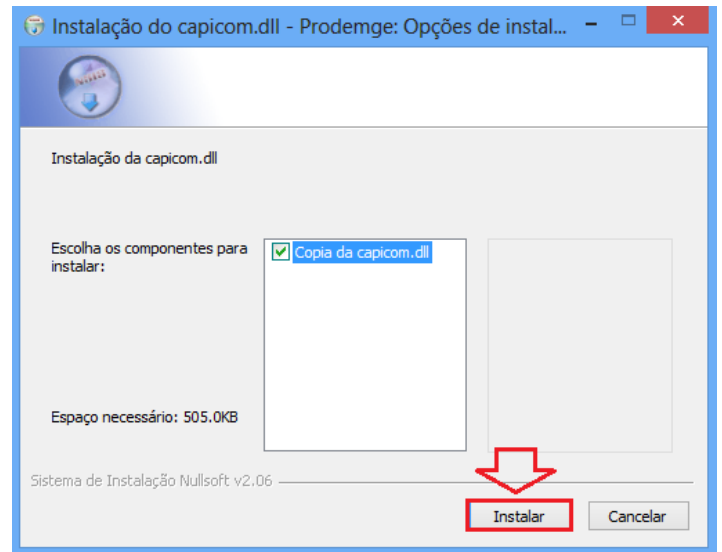 Instalação do capicom.dll - Prodemge: Opções de instal...
Instalação da capicom.dll
Escolha os componentes para
instalar:
Copia da capicom.dll
Espaço necessário: 505.0KB
Sistema de Instalação Nullsoft v2.06
Instalar
Cancelar